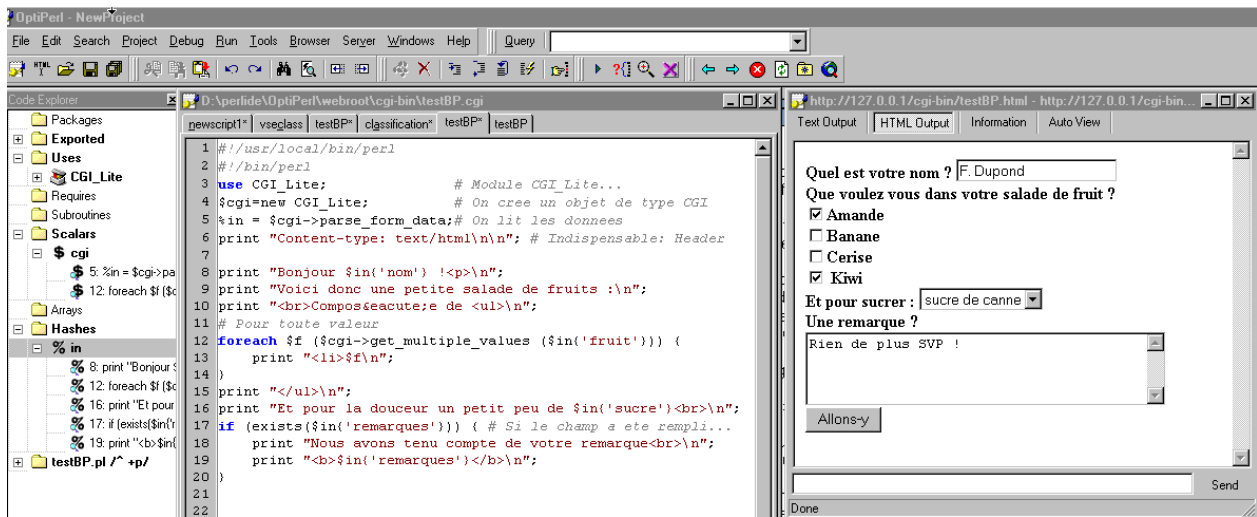 OptiPerl - NewProject
File Edit Search Project Debug Run Tools Browser Server Windows Help Query
Code Explorer
Packages
Exported
Uses
CGI_Lite
Requires
Subroutines
Scalars
$ cgi
5: %in = $cgi->pa
12: foreach $f ($c
Arrays
Hashes
% in
8: print "Bonjour $
12: foreach $f ($c
16: print "Et pour
17: if (exists($in{'r
19: print "<b>$in{
testBP.pl /^ +p/
D:\perlide\OptiPerl\webroot\cgi-bin\testBP.cgi
newscript1* vseclass testBP* classification* testBP* testBP
1 #!/usr/local/bin/perl
2 #!/bin/perl
3 use CGI_Lite; # Module CGI_Lite...
4 $cgi=new CGI_Lite; # On cree un objet de type CGI
5 %in = $cgi->parse_form_data;# On lit les donnees
6 print "Content-type: text/html\n\n"; # Indispensable: Header
7
8 print "Bonjour $in{'nom'} !<p>\n";
9 print "Voici donc une petite salade de fruits :\n";
10 print "<br>Compos&eacute;e de <ul>\n";
11 # Pour toute valeur
12 foreach $f ($cgi->get_multiple_values ($in{'fruit'})) {
13 print "<li>$f\n";
14 }
15 print "</ul>\n";
16 print "Et pour la douceur un petit peu de $in{'sucre'}<br>\n";
17 if (exists($in{'remarques'})) { # Si le champ a ete rempli...
18 print "Nous avons tenu compte de votre remarque<br>\n";
19 print "<b>$in{'remarques'}</b>\n";
20 }
21
22
http://127.0.0.1/cgi-bin/testBP.html - http://127.0.0.1/cgi-bin...
Text Output HTML Output Information Auto View
Quel est votre nom ? F. Dupond
Que voulez vous dans votre salade de fruit ?
Amande
Banane
Cerise
Kiwi
Et pour sucrer : sucre de canne
Une remarque ?
Rien de plus SVP !
Allons-y
Send
Done